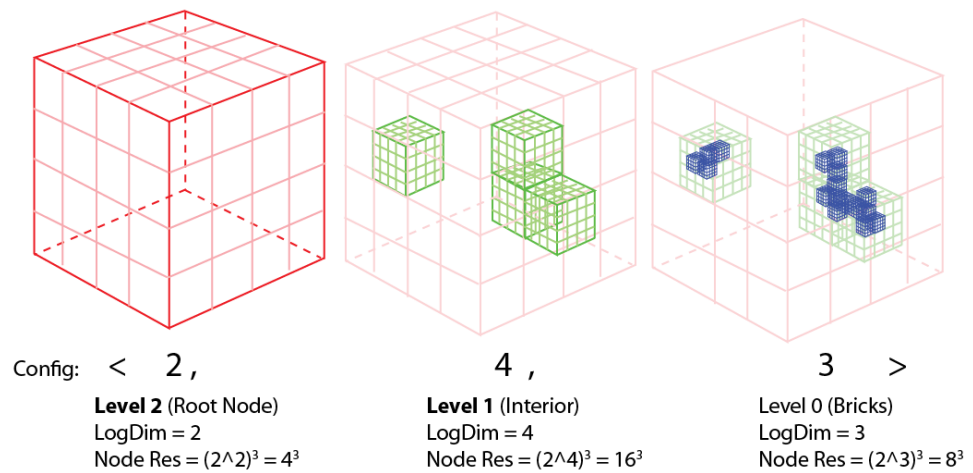 Config: < 2 , 4 , 3 >
Level 2 (Root Node) Level 1 (Interior) Level 0 (Bricks)
LogDim = 2 LogDim = 4 LogDim = 3
Node Res = (2^2)³ = 4³ Node Res = (2^4)³ = 16³ Node Res = (2^3)³ = 8³